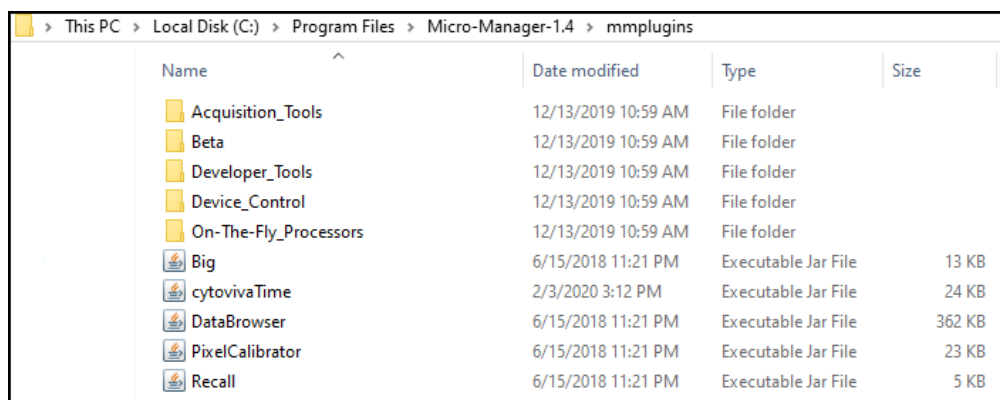 This PC > Local Disk (C:) > Program Files > Micro-Manager-1.4 > mmplugins
Name Date modified Type Size
Acquisition_Tools 12/13/2019 10:59 AM File folder
Beta 12/13/2019 10:59 AM File folder
Developer_Tools 12/13/2019 10:59 AM File folder
Device_Control 12/13/2019 10:59 AM File folder
On-The-Fly_Processors 12/13/2019 10:59 AM File folder
Big 6/15/2018 11:21 PM Executable Jar File 13 KB
cytovivaTime 2/3/2020 3:12 PM Executable Jar File 24 KB
DataBrowser 6/15/2018 11:21 PM Executable Jar File 362 KB
PixelCalibrator 6/15/2018 11:21 PM Executable Jar File 23 KB
Recall 6/15/2018 11:21 PM Executable Jar File 5 KB